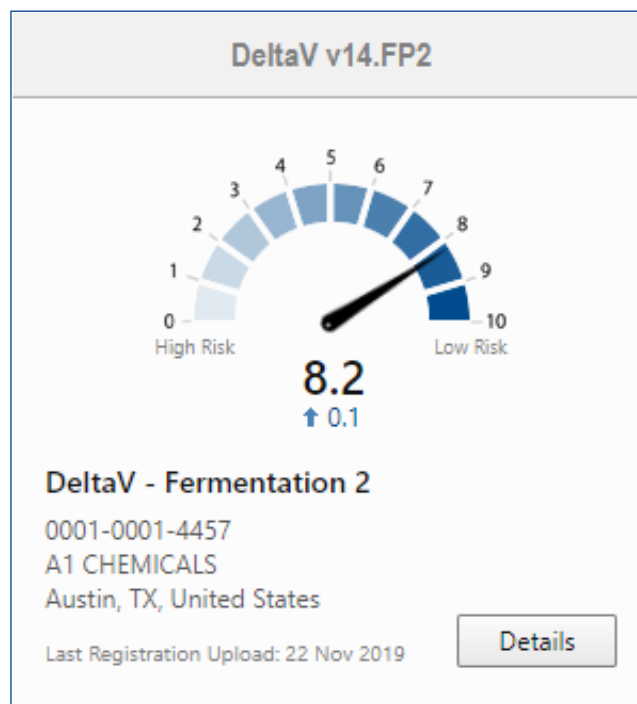 DeltaV v14.FP2
5
4 6
3 7
2 8
1 9
0 10
High Risk Low Risk
8.2
↑ 0.1
DeltaV - Fermentation 2
0001-0001-4457
A1 CHEMICALS
Austin, TX, United States
Last Registration Upload: 22 Nov 2019
Details